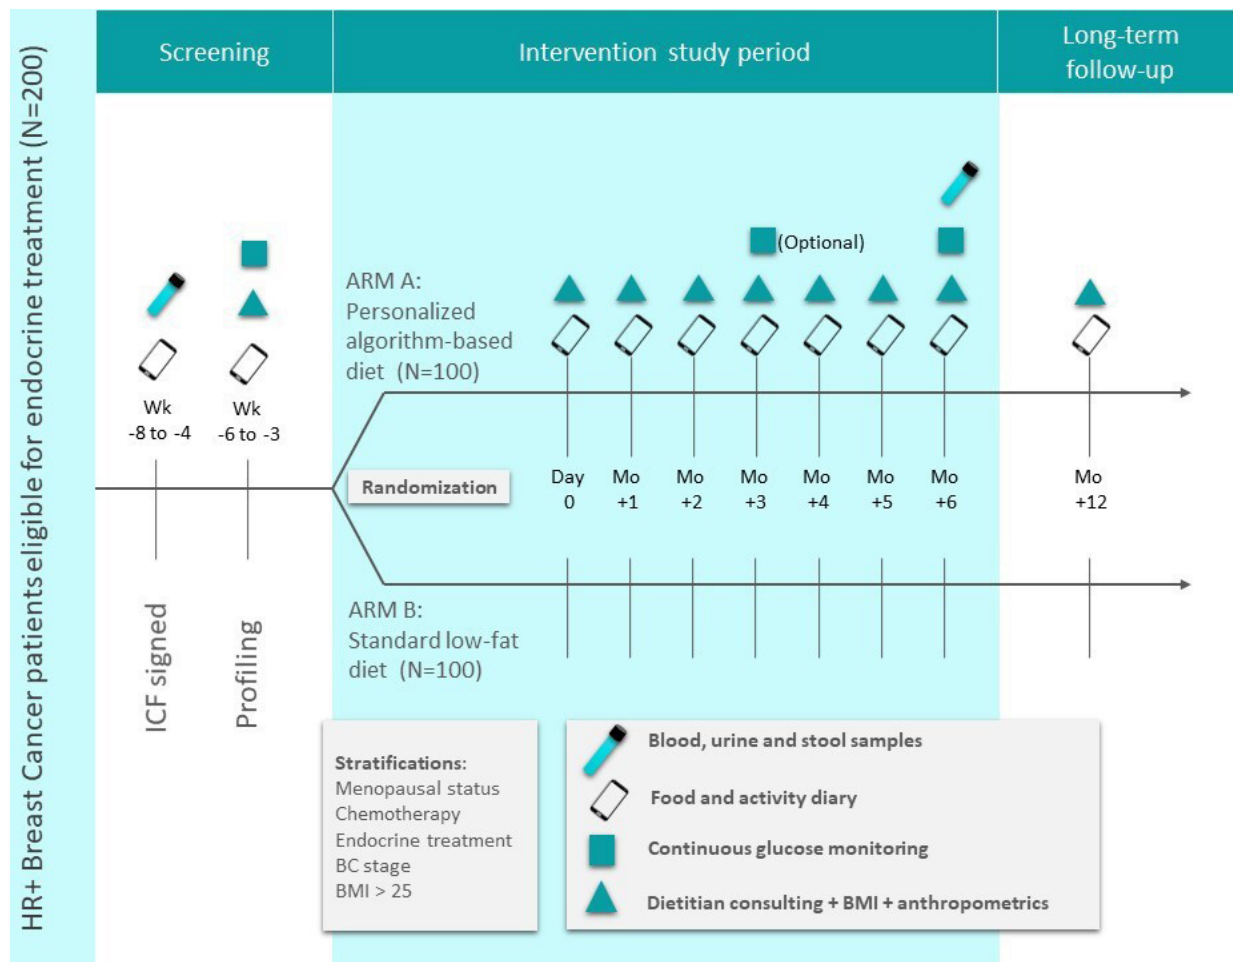 HR+ Breast Cancer patients eligible for endocrine treatment (N=200)
Screening
Intervention study period
Long-term
follow-up
(Optional)
ARM A:
Personalized
algorithm-based
diet (N=100)
Wk
-8 to -4
Wk
-6 to -3
Randomization
Day
0
Mo
+1
Mo
+2
Mo
+3
Mo
+4
Mo
+5
Mo
+6
Mo
+12
ICF signed
Profiling
ARM B:
Standard low-fat
diet (N=100)
Stratifications:
Menopausal status
Chemotherapy
Endocrine treatment
BC stage
BMI > 25
Blood, urine and stool samples
Food and activity diary
Continuous glucose monitoring
Dietitian consulting + BMI + anthropometrics